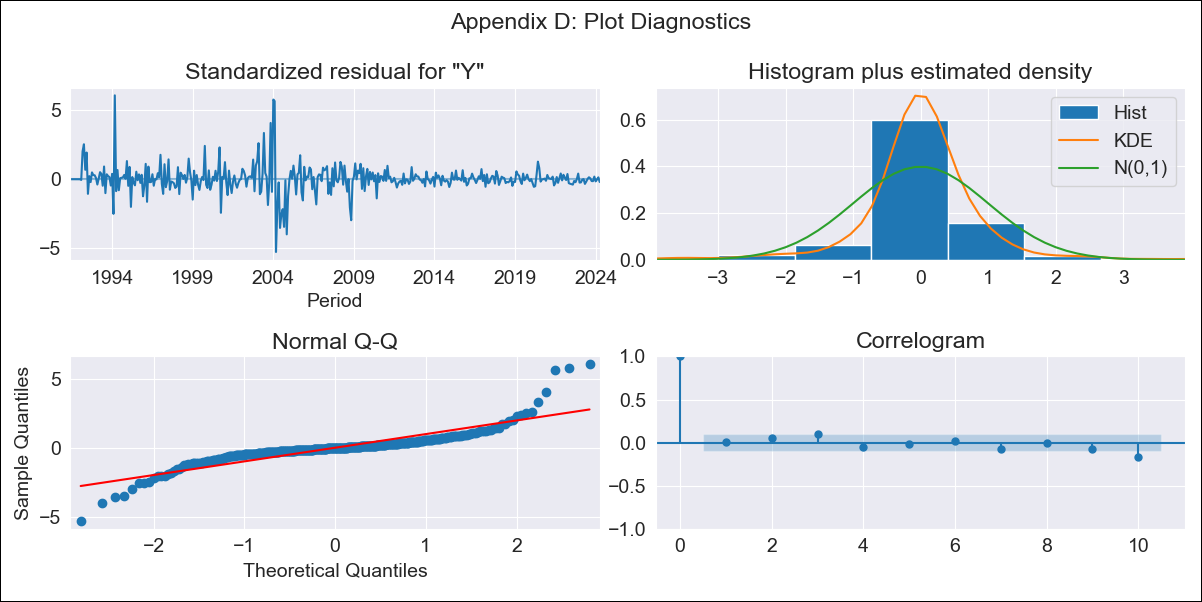 Appendix D: Plot Diagnostics
Standardized residual for "Y"
5
0
−5
1994 1999 2004 2009 2014 2019 2024
Period
Histogram plus estimated density
Hist
KDE
N(0,1)
0.6
0.4
0.2
0.0
−3 −2 −1 0 1 2 3
Normal Q-Q
Sample Quantiles
5
0
−5
−2 −1 0 1 2
Theoretical Quantiles
Correlogram
1.0
0.5
0.0
−0.5
−1.0
0 2 4 6 8 10